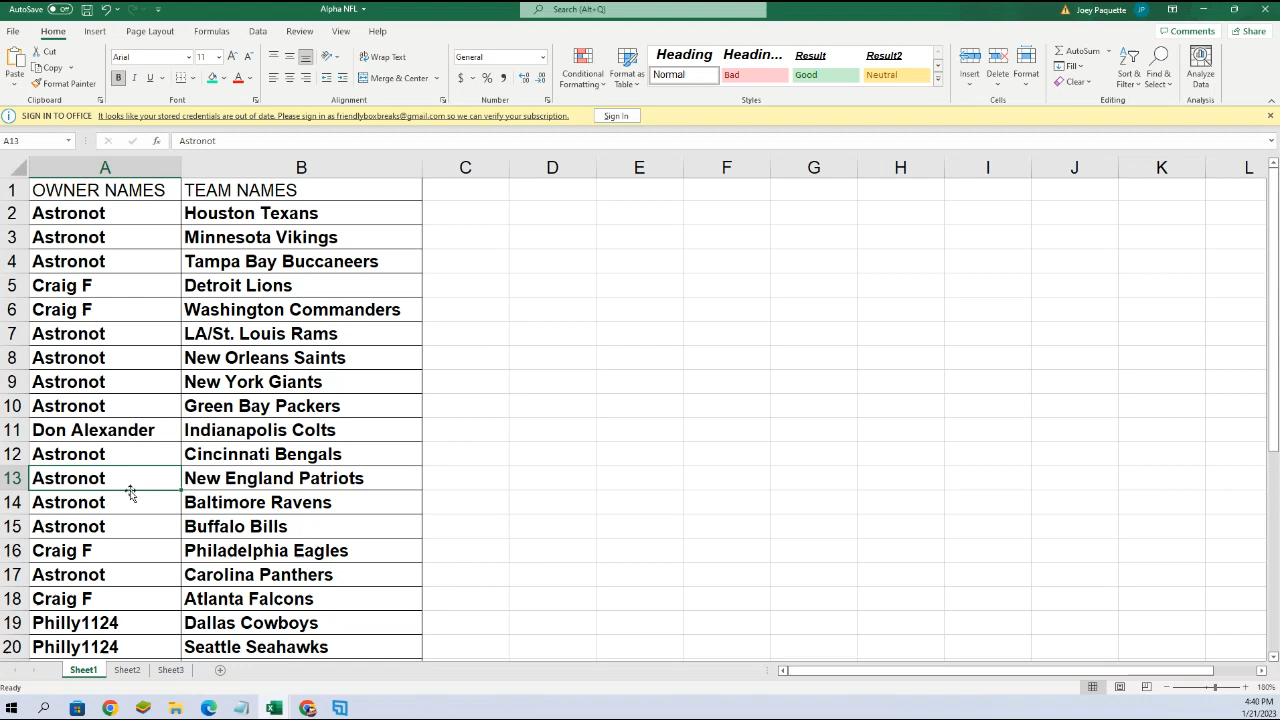 AutoSave Off Alpha NFL Search (Alt+Q) Joey Paquette JP
File Home Insert Page Layout Formulas Data Review View Help Comments Share
Paste Cut Copy Format Painter Clipboard
Arial 11 B I U Font
Wrap Text Merge & Center Alignment
General $ % Number
Conditional Formatting Format as Table
Heading Headin... Result Result2
Normal Bad Good Neutral Styles
Insert Delete Format Cells
AutoSum Fill Clear Sort & Filter Find & Select Editing
Analyze Data Analysis
SIGN IN TO OFFICE It looks like your stored credentials are out of date. Please sign in as friendlyboxbreaks@gmail.com so we can verify your subscription. Sign In
A13 fx Astronot
A B C D E F G H I J K L
1 OWNER NAMES TEAM NAMES
2 Astronot Houston Texans
3 Astronot Minnesota Vikings
4 Astronot Tampa Bay Buccaneers
5 Craig F Detroit Lions
6 Craig F Washington Commanders
7 Astronot LA/St. Louis Rams
8 Astronot New Orleans Saints
9 Astronot New York Giants
10 Astronot Green Bay Packers
11 Don Alexander Indianapolis Colts
12 Astronot Cincinnati Bengals
13 Astronot New England Patriots
14 Astronot Baltimore Ravens
15 Astronot Buffalo Bills
16 Craig F Philadelphia Eagles
17 Astronot Carolina Panthers
18 Craig F Atlanta Falcons
19 Philly1124 Dallas Cowboys
20 Philly1124 Seattle Seahawks
Sheet1 Sheet2 Sheet3
Ready 180%
4:40 PM
1/21/2023